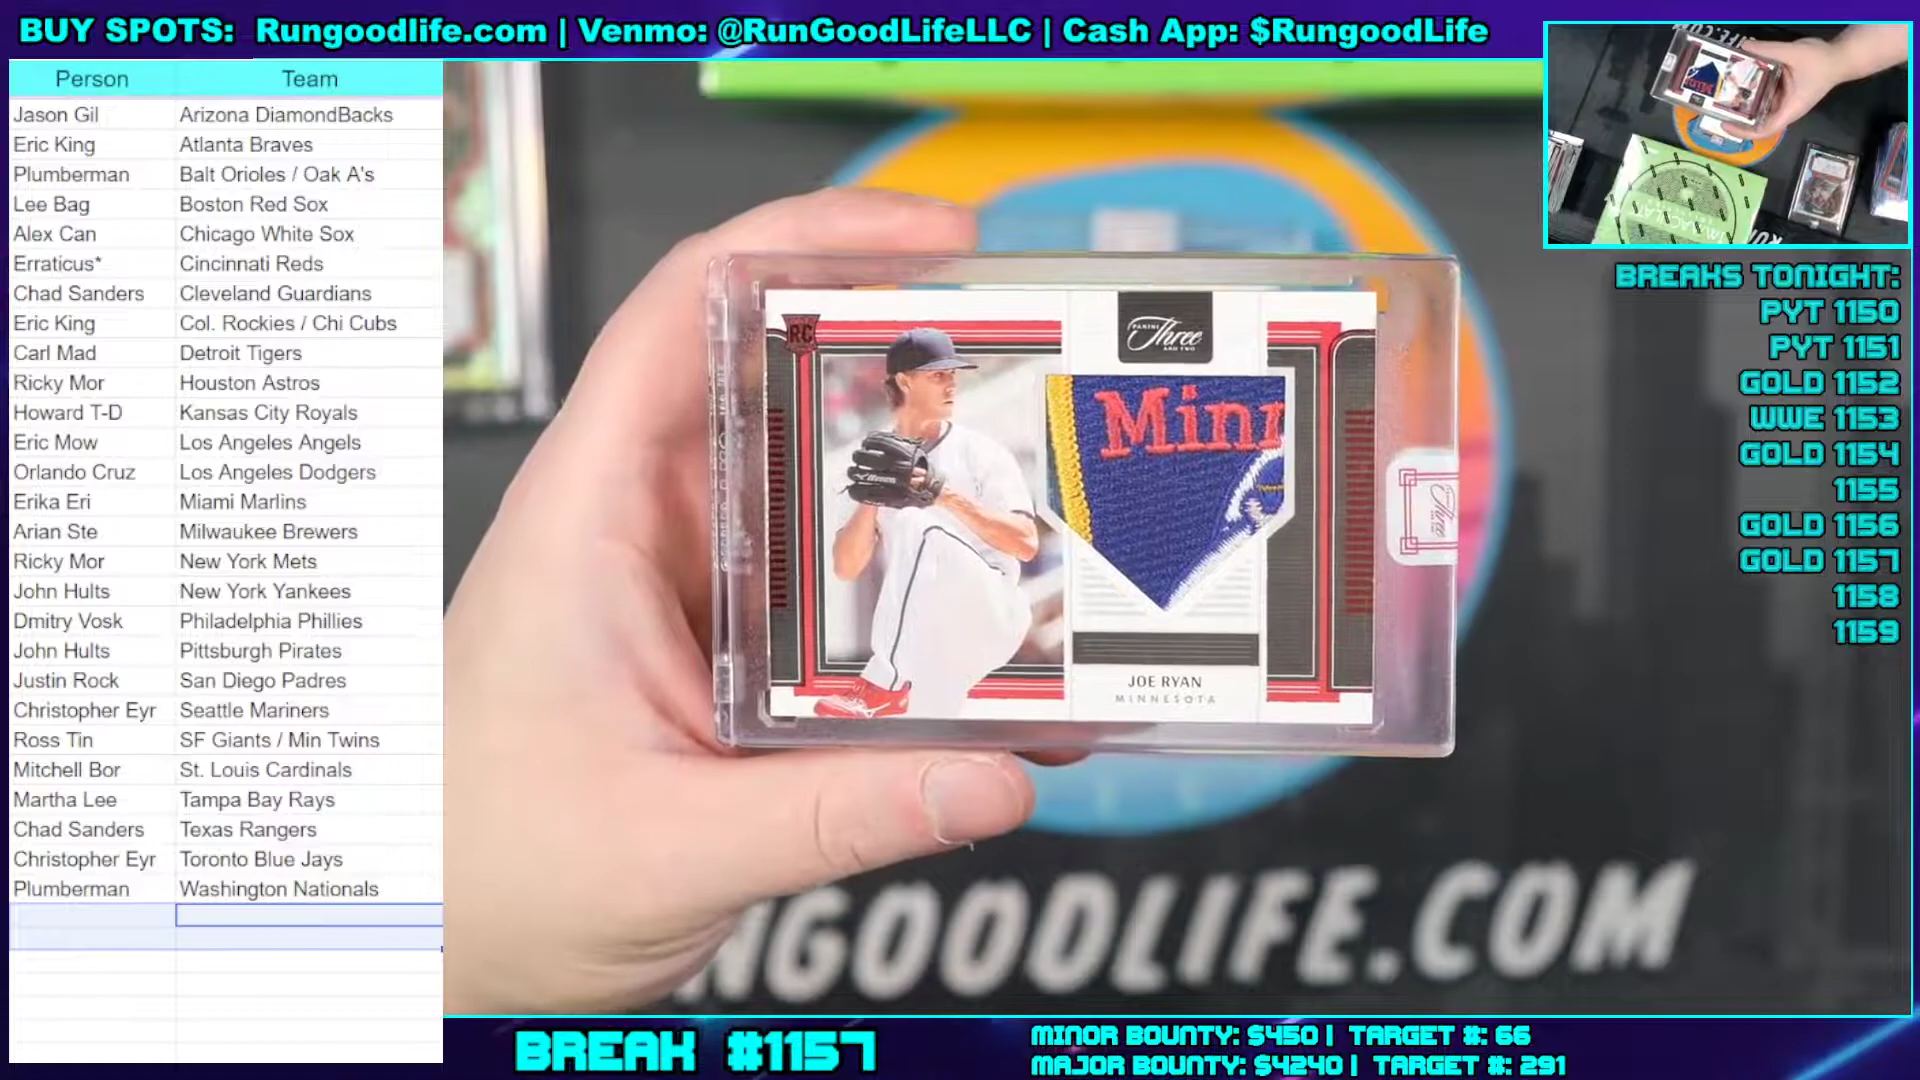 BUY SPOTS: Rungoodlife.com | Venmo: @RunGoodLifeLLC | Cash App: $RungoodLife
Person Team
Jason Gil Arizona DiamondBacks
Eric King Atlanta Braves
Plumberman Balt Orioles / Oak A's
Lee Bag Boston Red Sox
Alex Can Chicago White Sox
Erraticus* Cincinnati Reds
Chad Sanders Cleveland Guardians
Eric King Col. Rockies / Chi Cubs
Carl Mad Detroit Tigers
Ricky Mor Houston Astros
Howard T-D Kansas City Royals
Eric Mow Los Angeles Angels
Orlando Cruz Los Angeles Dodgers
Erika Eri Miami Marlins
Arian Ste Milwaukee Brewers
Ricky Mor New York Mets
John Hults New York Yankees
Dmitry Vosk Philadelphia Phillies
John Hults Pittsburgh Pirates
Justin Rock San Diego Padres
Christopher Eyr Seattle Mariners
Ross Tin SF Giants / Min Twins
Mitchell Bor St. Louis Cardinals
Martha Lee Tampa Bay Rays
Chad Sanders Texas Rangers
Christopher Eyr Toronto Blue Jays
Plumberman Washington Nationals
RC
PANINI
Three
AND TWO
Minn
JOE RYAN
MINNESOTA
Three
NGOODLIFE.COM
BREAKS TONIGHT:
PYT 1150
PYT 1151
GOLD 1152
WWE 1153
GOLD 1154
1155
GOLD 1156
GOLD 1157
1158
1159
BREAK #1157
MINOR BOUNTY: $450 | TARGET #: 66
MAJOR BOUNTY: $4240 | TARGET #: 291